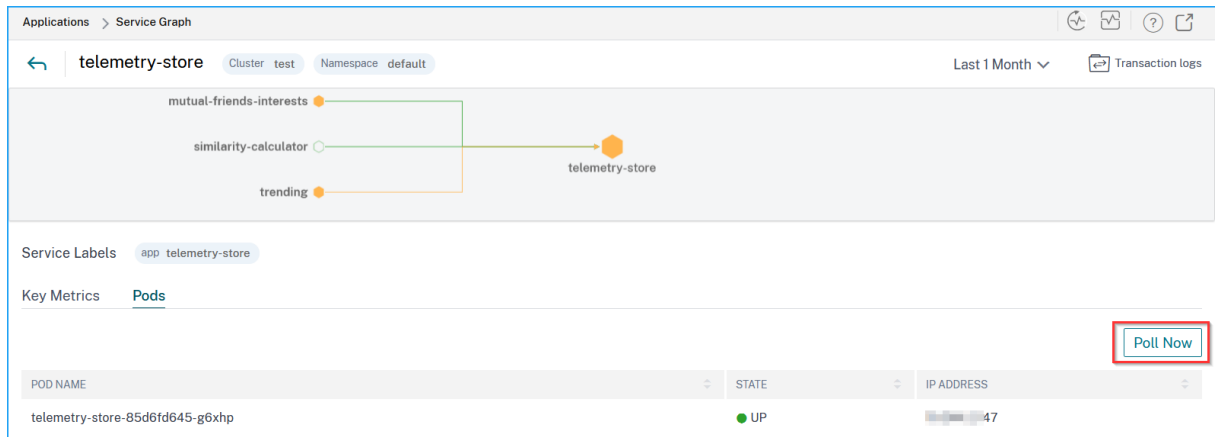 Applications > Service Graph
telemetry-store Cluster test Namespace default Last 1 Month Transaction logs
mutual-friends-interests
similarity-calculator
telemetry-store
trending
Service Labels app telemetry-store
Key Metrics Pods
Poll Now
POD NAME STATE IP ADDRESS
telemetry-store-85d6fd645-g6xhp UP 47